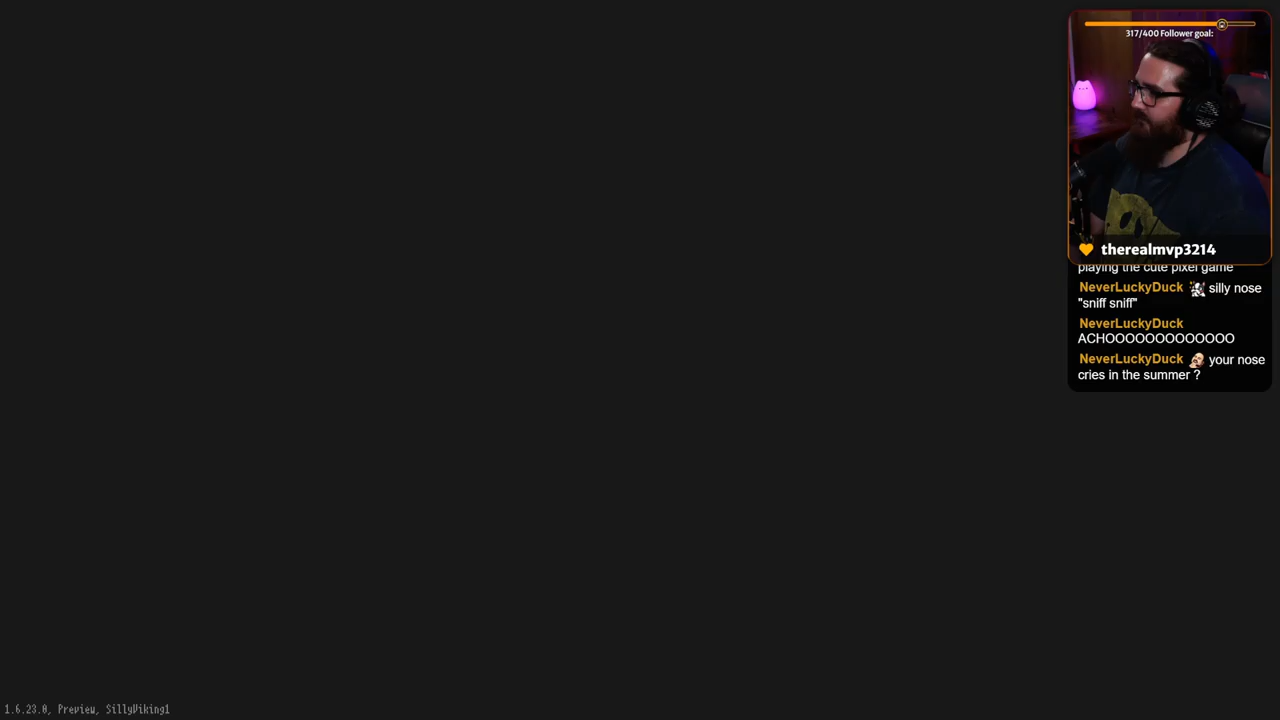 317/400 Follower goal:
therealmvp3214
playing the cute pixel game
NeverLuckyDuck silly nose
"sniff sniff"
NeverLuckyDuck
ACHOOOOOOOOOOOOO
NeverLuckyDuck your nose
cries in the summer ?
1.6.23.0, Preview, SillyViking1